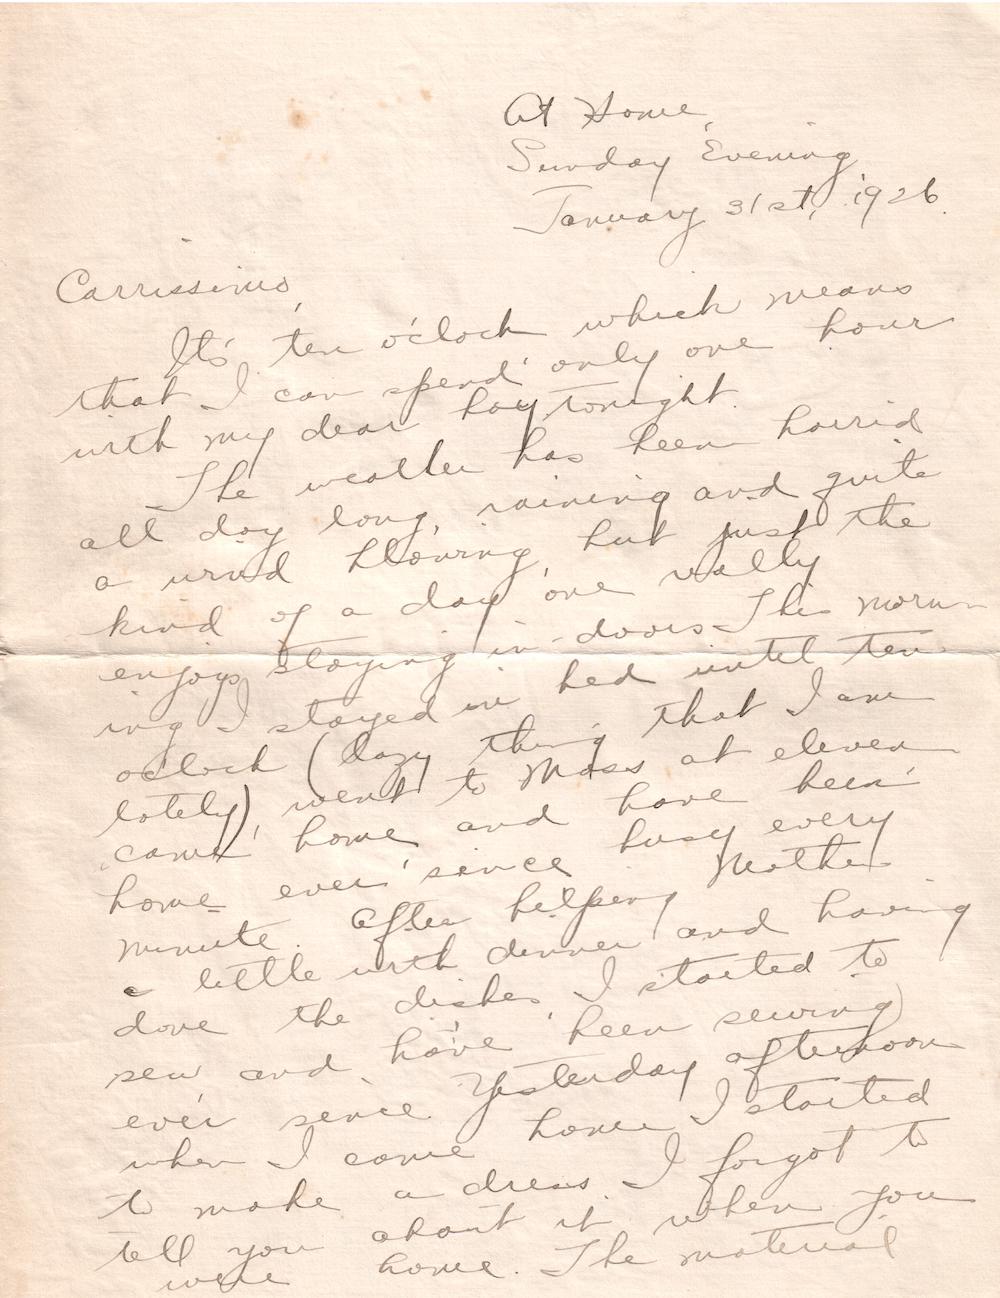 At Home,
Sunday Evening,
January 31st, 1926.
Carrissimo,
It's ten o'clock which means
that I can spend only one hour
with my dear boy tonight.
The weather has been horrid
all day long, raining and quite
a wind blowing, but just the
kind of a day one really
enjoys staying in-doors. This morn-
ing I stayed in bed until ten
o'clock (lazy thing that I am
lately), went to Mass at eleven
came home and have been
home ever since busy every
minute. After helping Mother
a little with dinner and having
done the dishes, I started to
sew and have been sewing
ever since. Yesterday afternoon
when I came home I started
to make a dress. I forgot to
tell you about it when you
were home. The material